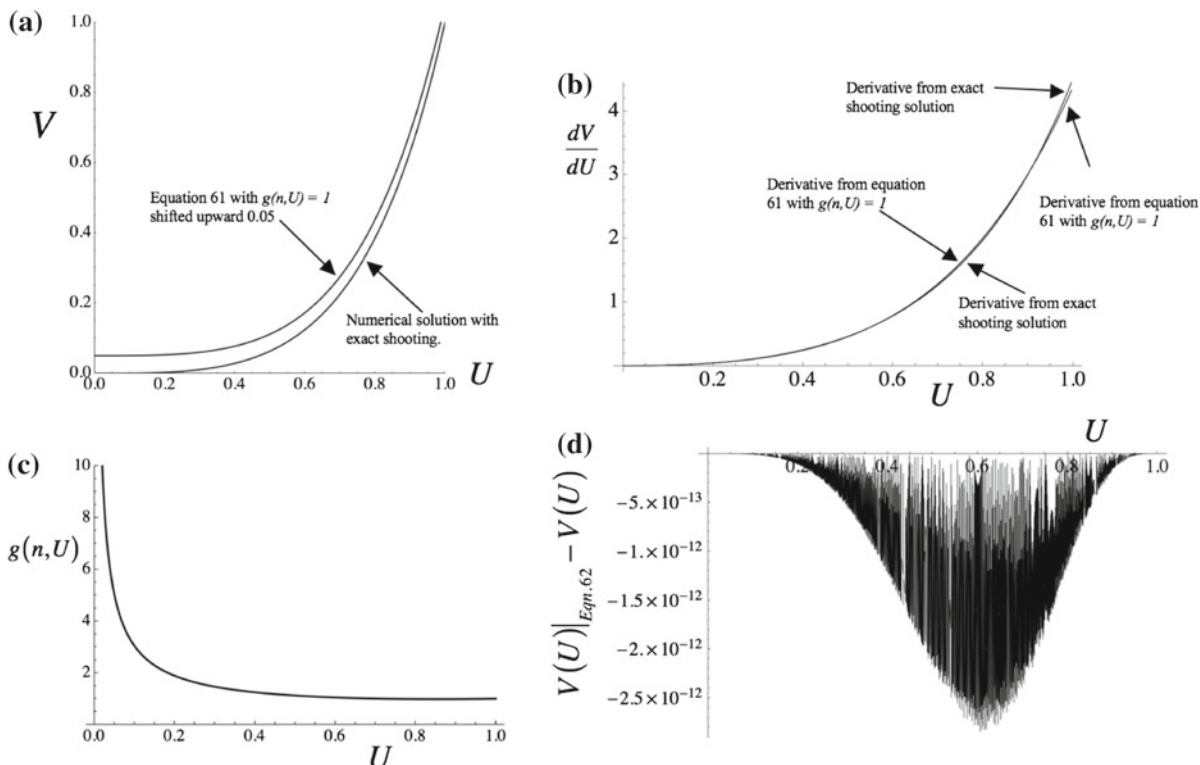 (a)
V
1.0
0.8
0.6
0.4
0.2
0.0
0.0 0.2 0.4 0.6 0.8 1.0
U
Equation 61 with g(n,U) = 1
shifted upward 0.05
Numerical solution with
exact shooting.
(b)
dV
dU
4
3
2
1
0.2 0.4 0.6 0.8 1.0
U
Derivative from exact
shooting solution
Derivative from equation
61 with g(n,U) = 1
Derivative from equation
61 with g(n,U) = 1
Derivative from exact
shooting solution
(c)
g(n,U)
10
8
6
4
2
0.0 0.2 0.4 0.6 0.8 1.0
U
(d)
U
0.2 0.4 0.6 0.8 1.0
V(U)|Eqn.62 − V(U)
−5.×10⁻¹³
−1.×10⁻¹²
−1.5×10⁻¹²
−2.×10⁻¹²
−2.5×10⁻¹²